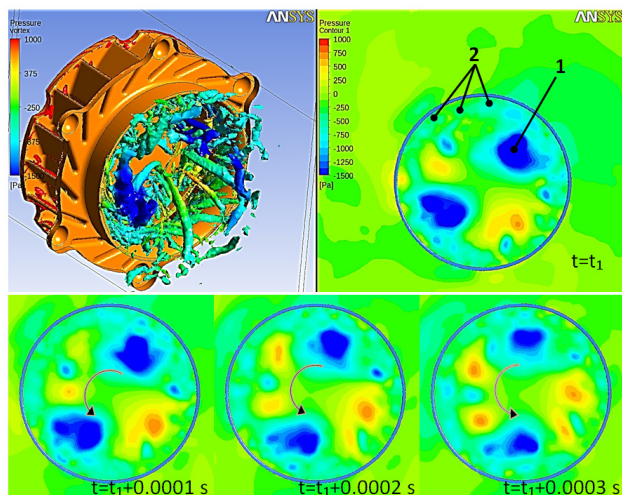 Pressure
vortex
1000
375
-250
-875
-1500
[Pa]
ANSYS
Pressure
Contour 1
1000
750
500
250
0
-250
-500
-750
-1000
-1250
-1500
[Pa]
ANSYS
2
1
t=t₁
t=t₁+0.0001 s
t=t₁+0.0002 s
t=t₁+0.0003 s